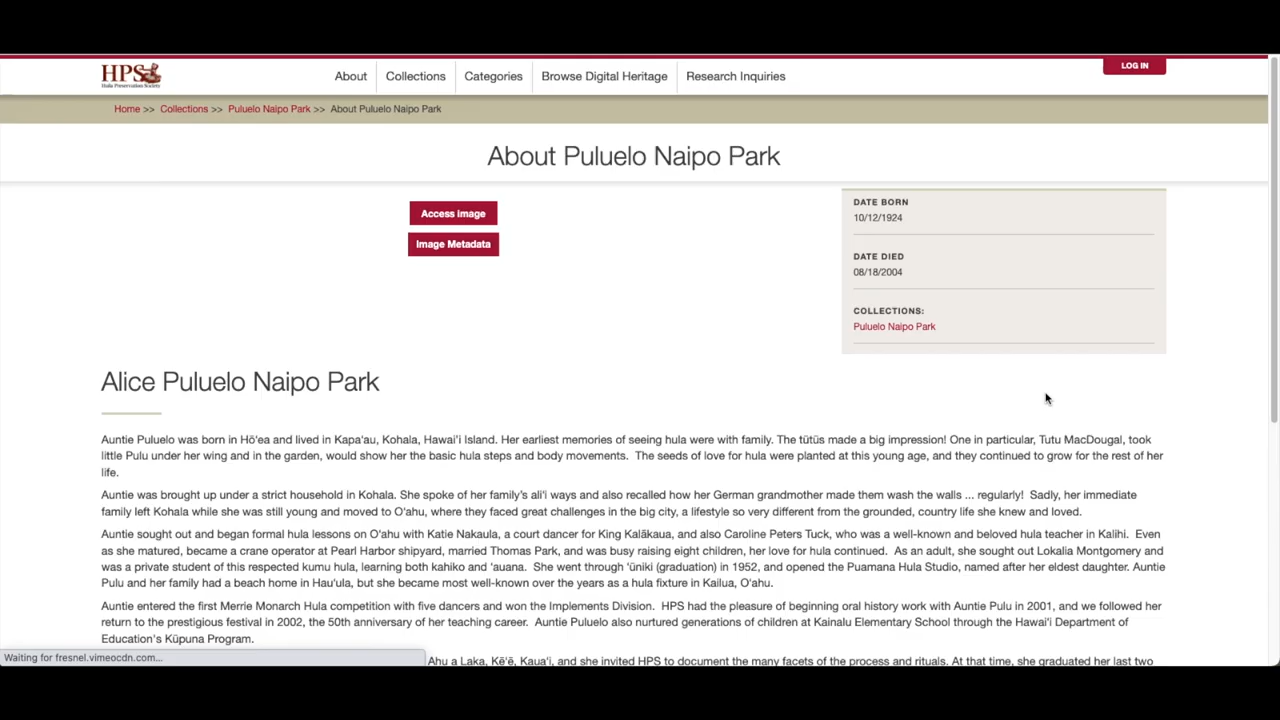 HPS
Hula Preservation Society
About
Collections
Categories
Browse Digital Heritage
Research Inquiries
LOG IN
Home >> Collections >> Puluelo Naipo Park >> About Puluelo Naipo Park
About Puluelo Naipo Park
Access image
Image Metadata
DATE BORN
10/12/1924
DATE DIED
08/18/2004
COLLECTIONS:
Puluelo Naipo Park
Alice Puluelo Naipo Park
Auntie Puluelo was born in Hō‘ea and lived in Kapa‘au, Kohala, Hawai‘i Island. Her earliest memories of seeing hula were with family. The tūtūs made a big impression! One in particular, Tutu MacDougal, took
little Pulu under her wing and in the garden, would show her the basic hula steps and body movements. The seeds of love for hula were planted at this young age, and they continued to grow for the rest of her
life.
Auntie was brought up under a strict household in Kohala. She spoke of her family's ali‘i ways and also recalled how her German grandmother made them wash the walls ... regularly! Sadly, her immediate
family left Kohala while she was still young and moved to O‘ahu, where they faced great challenges in the big city, a lifestyle so very different from the grounded, country life she knew and loved.
Auntie sought out and began formal hula lessons on O‘ahu with Katie Nakaula, a court dancer for King Kalākaua, and also Caroline Peters Tuck, who was a well-known and beloved hula teacher in Kalihi. Even
as she matured, became a crane operator at Pearl Harbor shipyard, married Thomas Park, and was busy raising eight children, her love for hula continued. As an adult, she sought out Lokalia Montgomery and
was a private student of this respected kumu hula, learning both kahiko and ‘auana. She went through ‘ūniki (graduation) in 1952, and opened the Puamana Hula Studio, named after her eldest daughter. Auntie
Pulu and her family had a beach home in Hau‘ula, but she became most well-known over the years as a hula fixture in Kailua, O‘ahu.
Auntie entered the first Merrie Monarch Hula competition with five dancers and won the Implements Division. HPS had the pleasure of beginning oral history work with Auntie Pulu in 2001, and we followed her
return to the prestigious festival in 2002, the 50th anniversary of her teaching career. Auntie Puluelo also nurtured generations of children at Kainalu Elementary School through the Hawai‘i Department of
Education's Kūpuna Program.
Ahu a Laka, Kē‘ē, Kaua‘i, and she invited HPS to document the many facets of the process and rituals. At that time, she graduated her last two
Waiting for fresnel.vimeocdn.com...